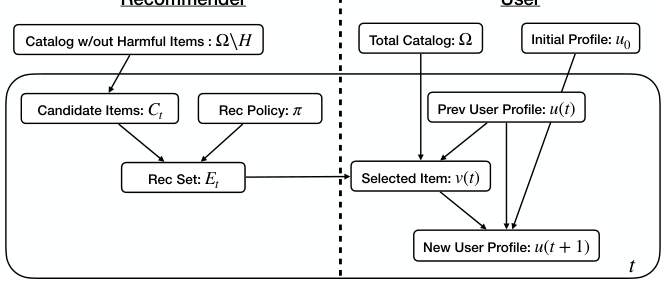 Recommender
User
Catalog w/out Harmful Items : Ω\H
Total Catalog: Ω
Initial Profile: u₀
Candidate Items: Cₜ
Rec Policy: π
Prev User Profile: u(t)
Rec Set: Eₜ
Selected Item: v(t)
New User Profile: u(t + 1)
t